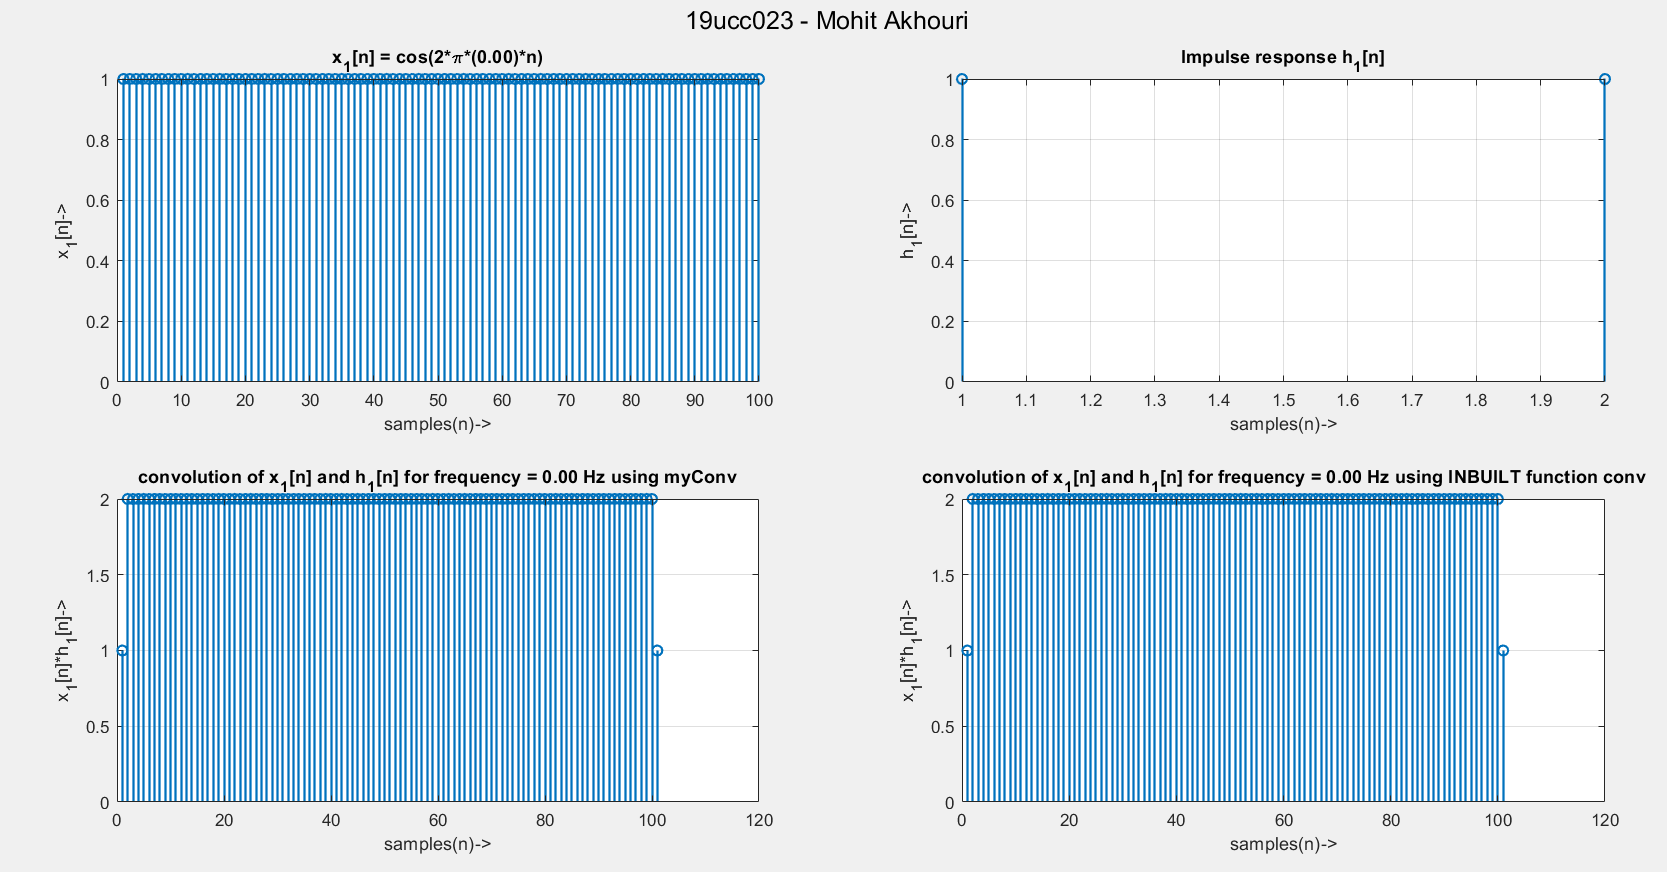 19ucc023 - Mohit Akhouri
x1[n] = cos(2*π*(0.00)*n)
1
0.8
0.6
0.4
0.2
0
x1[n]->
0 10 20 30 40 50 60 70 80 90 100
samples(n)->
Impulse response h1[n]
1
0.8
0.6
0.4
0.2
0
h1[n]->
1 1.1 1.2 1.3 1.4 1.5 1.6 1.7 1.8 1.9 2
samples(n)->
convolution of x1[n] and h1[n] for frequency = 0.00 Hz using myConv
2
1.5
1
0.5
0
x1[n]*h1[n]->
0 20 40 60 80 100 120
samples(n)->
convolution of x1[n] and h1[n] for frequency = 0.00 Hz using INBUILT function conv
2
1.5
1
0.5
0
x1[n]*h1[n]->
0 20 40 60 80 100 120
samples(n)->